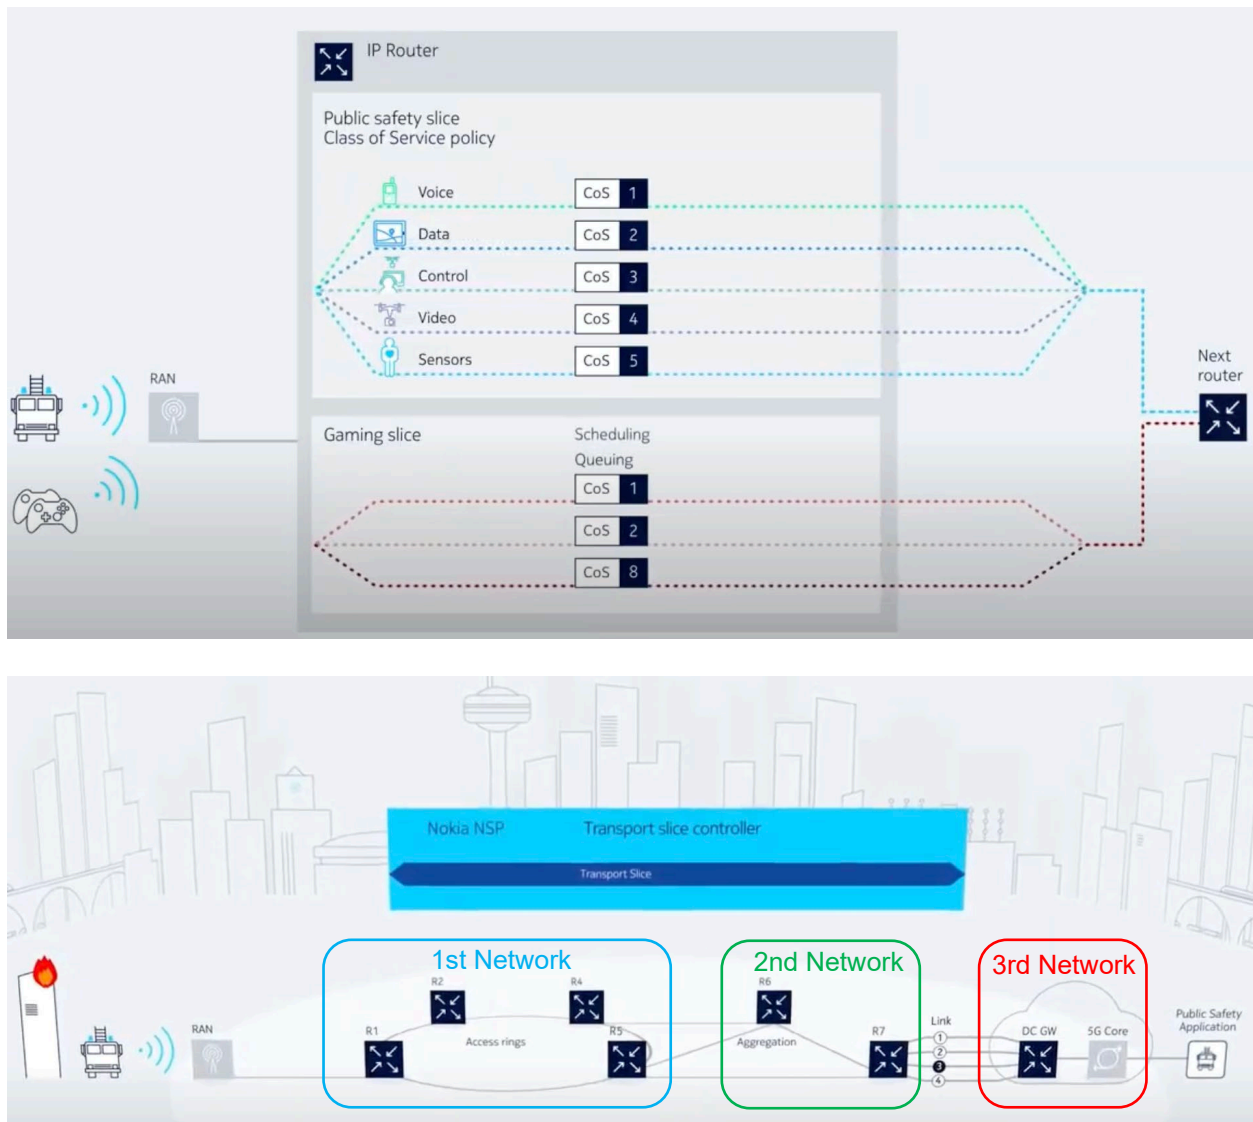 IP Router
Public safety slice
Class of Service policy
Voice
CoS 1
Data
CoS 2
Control
CoS 3
Video
CoS 4
Sensors
CoS 5
RAN
Next
router
Gaming slice
Scheduling
Queuing
CoS 1
CoS 2
CoS 8
Nokia NSP
Transport slice controller
Transport Slice
1st Network
2nd Network
3rd Network
R2
R4
R6
RAN
R1
Access rings
R5
Aggregation
R7
Link
1
2
3
4
DC GW
5G Core
Public Safety
Application